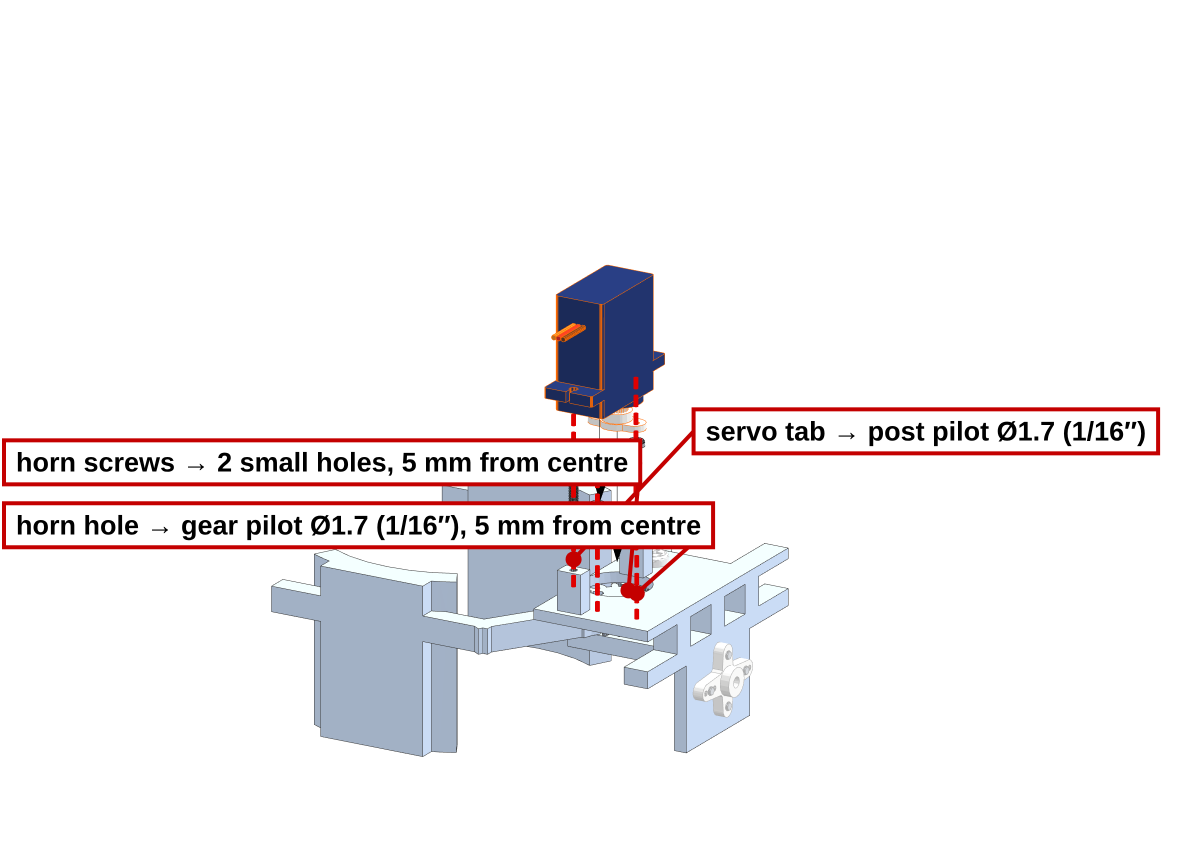 servo tab → post pilot Ø1.7 (1/16″)
horn screws → 2 small holes, 5 mm from centre
horn hole → gear pilot Ø1.7 (1/16″), 5 mm from centre